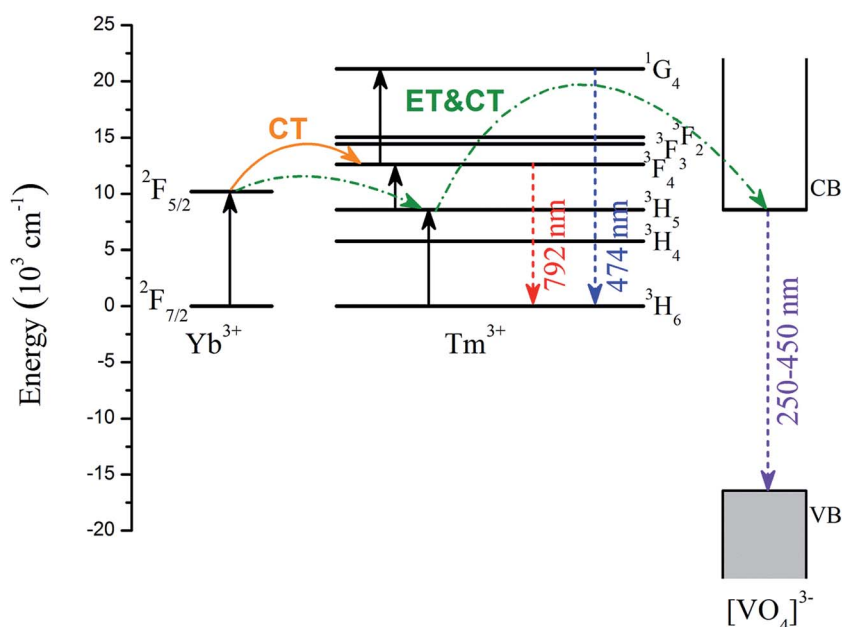 Energy (10³ cm⁻¹)
25
20
15
10
5
0
-5
-10
-15
-20
²F₅/₂
²F₇/₂
Yb³⁺
CT
ET&CT
Tm³⁺
¹G₄
³F₂
³F₃
³F₄
³H₅
³H₄
³H₆
792 nm
474 nm
CB
250-450 nm
VB
[VO₄]³⁻